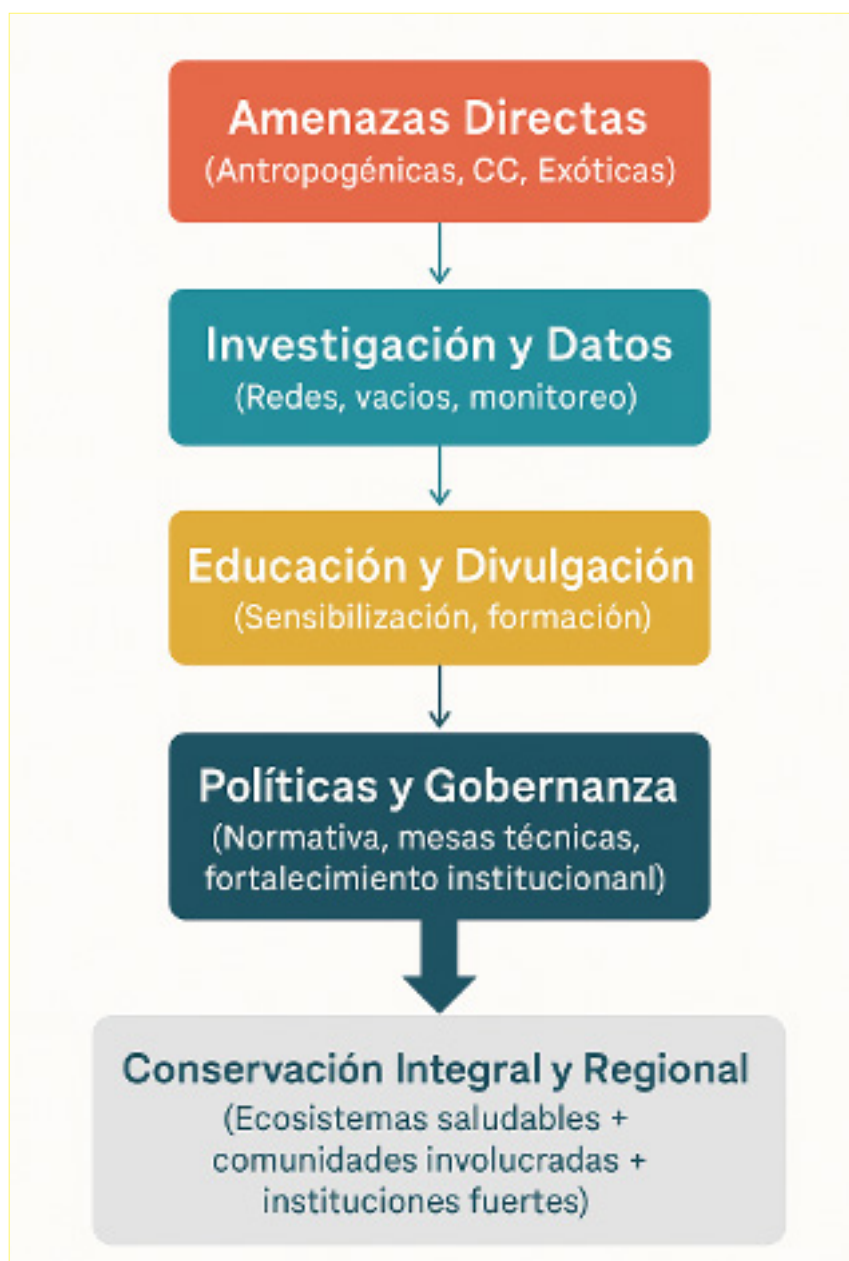 Amenazas Directas
(Antropogénicas, CC, Exóticas)
Investigación y Datos
(Redes, vacios, monitoreo)
Educación y Divulgación
(Sensibilización, formación)
Políticas y Gobernanza
(Normativa, mesas técnicas,
fortalecimiento institucionanl)
Conservación Integral y Regional
(Ecosistemas saludables +
comunidades involucradas +
instituciones fuertes)